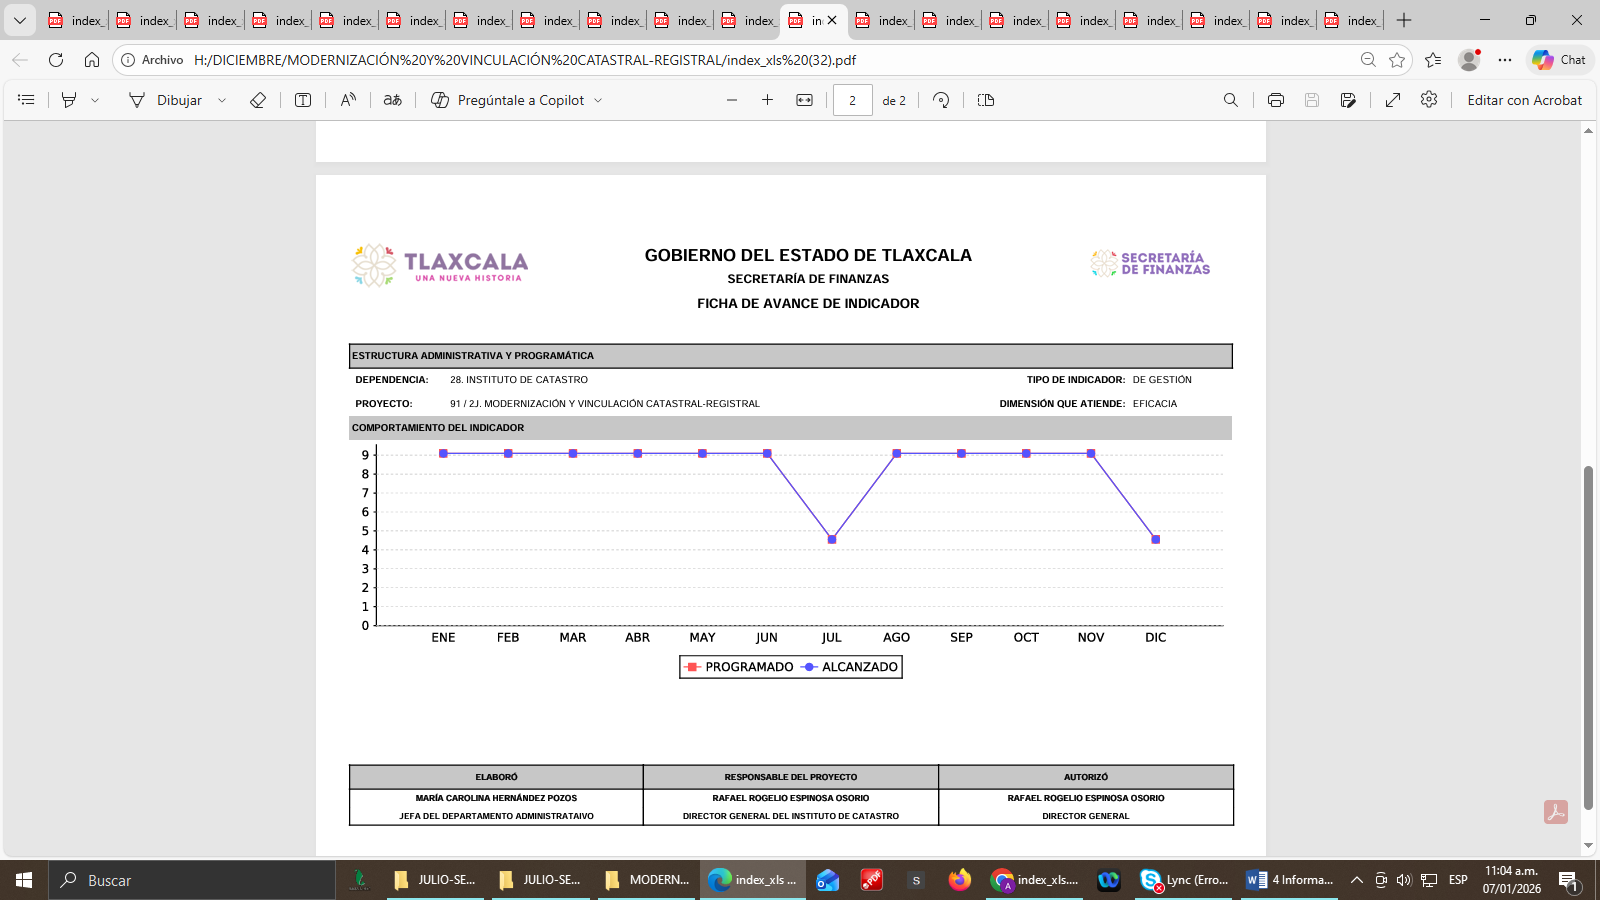 index_ index_ index_ index_ index_ index_ index_ index_ index_ index_ index_ in index_ index_ index_ index_ index_ index_ index_ index_
Archivo H:/DICIEMBRE/MODERNIZACIÓN%20Y%20VINCULACIÓN%20CATASTRAL-REGISTRAL/index_xls%20(32).pdf Chat
Dibujar Pregúntale a Copilot 2 de 2 Editar con Acrobat
TLAXCALA
UNA NUEVA HISTORIA
GOBIERNO DEL ESTADO DE TLAXCALA
SECRETARÍA DE FINANZAS
FICHA DE AVANCE DE INDICADOR
SECRETARÍA
DE FINANZAS
ESTRUCTURA ADMINISTRATIVA Y PROGRAMÁTICA
DEPENDENCIA: 28. INSTITUTO DE CATASTRO TIPO DE INDICADOR: DE GESTIÓN
PROYECTO: 91 / 2J. MODERNIZACIÓN Y VINCULACIÓN CATASTRAL-REGISTRAL DIMENSIÓN QUE ATIENDE: EFICACIA
COMPORTAMIENTO DEL INDICADOR
9
8
7
6
5
4
3
2
1
0
ENE FEB MAR ABR MAY JUN JUL AGO SEP OCT NOV DIC
PROGRAMADO ALCANZADO
ELABORÓ RESPONSABLE DEL PROYECTO AUTORIZÓ
MARÍA CAROLINA HERNÁNDEZ POZOS RAFAEL ROGELIO ESPINOSA OSORIO RAFAEL ROGELIO ESPINOSA OSORIO
JEFA DEL DEPARTAMENTO ADMINISTRATAIVO DIRECTOR GENERAL DEL INSTITUTO DE CATASTRO DIRECTOR GENERAL
Buscar JULIO-SE... JULIO-SE... MODERN... index_xls ... index_xls.... Lync (Erro... 4 Informa... ESP 11:04 a.m.
07/01/2026 1